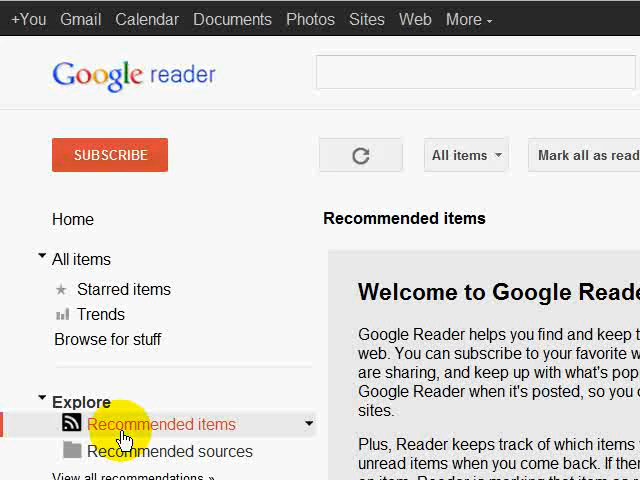 +You Gmail Calendar Documents Photos Sites Web More
Google reader
SUBSCRIBE
All items
Mark all as read
Home
Recommended items
All items
Starred items
Trends
Browse for stuff
Explore
Recommended items
Recommended sources
View all recommendations »
Welcome to Google Reade
Google Reader helps you find and keep t
web. You can subscribe to your favorite w
are sharing, and keep up with what's pop
Google Reader when it's posted, so you
sites.
Plus, Reader keeps track of which items
unread items when you come back. If the